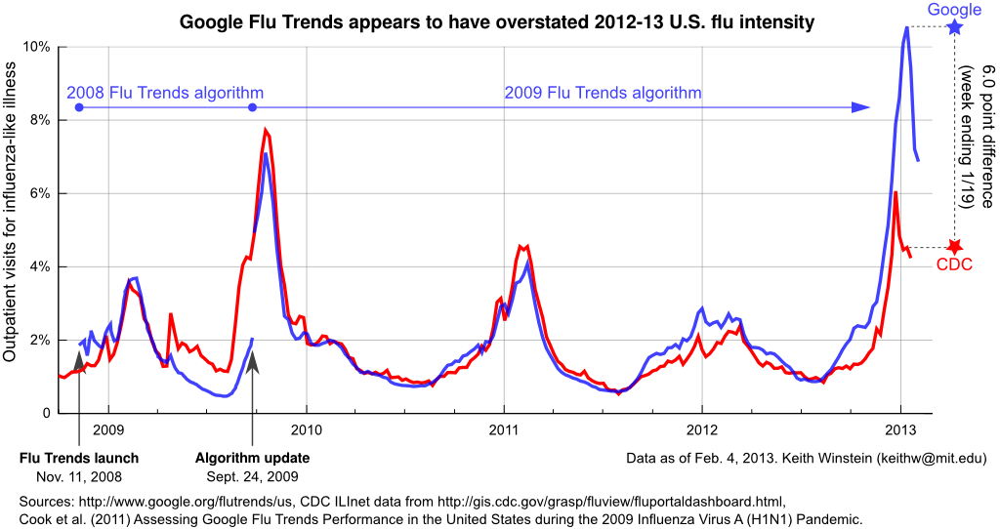 Google Flu Trends appears to have overstated 2012-13 U.S. flu intensity
Google
Outpatient visits for influenza-like illness
10%
8%
6%
4%
2%
0
2008 Flu Trends algorithm
2009 Flu Trends algorithm
6.0 point difference
(week ending 1/19)
CDC
2009
2010
2011
2012
2013
Flu Trends launch
Nov. 11, 2008
Algorithm update
Sept. 24, 2009
Data as of Feb. 4, 2013. Keith Winstein (keithw@mit.edu)
Sources: http://www.google.org/flutrends/us, CDC ILInet data from http://gis.cdc.gov/grasp/fluview/fluportaldashboard.html,
Cook et al. (2011) Assessing Google Flu Trends Performance in the United States during the 2009 Influenza Virus A (H1N1) Pandemic.